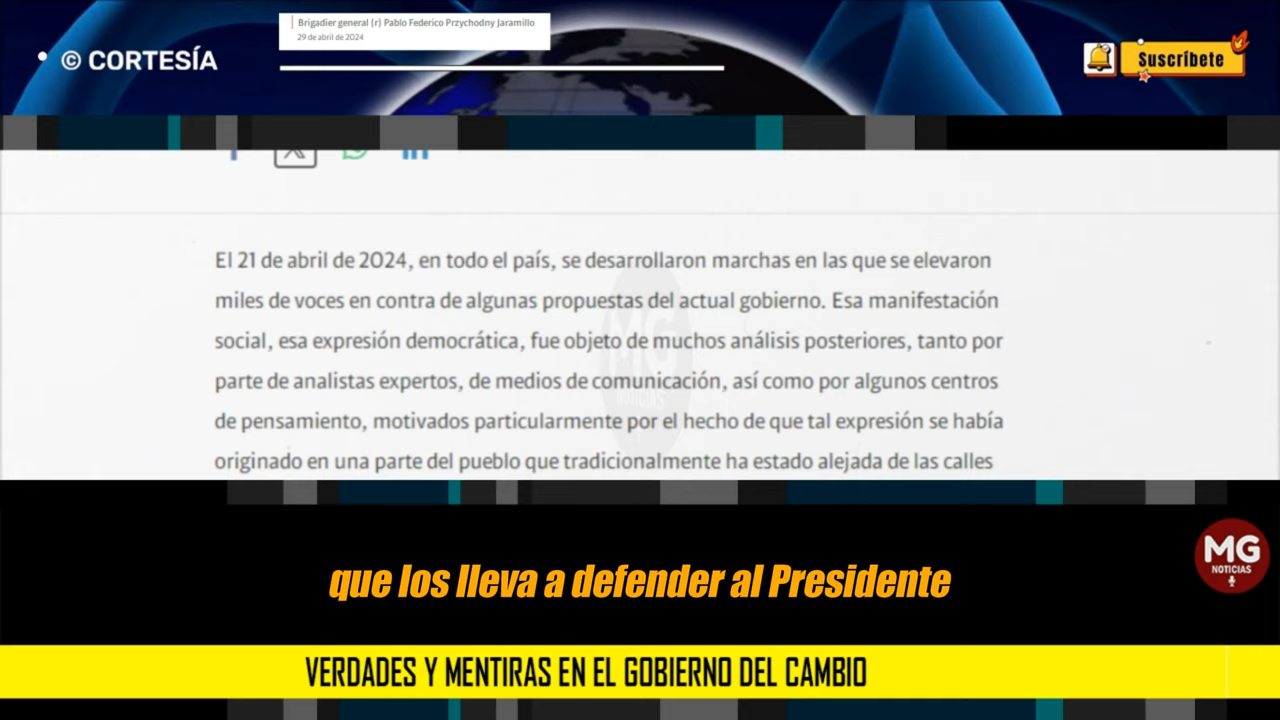 Brigadier general (r) Pablo Federico Przychodny Jaramillo
29 de abril de 2024
© CORTESÍA
Suscríbete
El 21 de abril de 2024, en todo el país, se desarrollaron marchas en las que se elevaron
miles de voces en contra de algunas propuestas del actual gobierno. Esa manifestación
social, esa expresión democrática, fue objeto de muchos análisis posteriores, tanto por
parte de analistas expertos, de medios de comunicación, así como por algunos centros
de pensamiento, motivados particularmente por el hecho de que tal expresión se había
originado en una parte del pueblo que tradicionalmente ha estado alejada de las calles
MG
NOTICIAS
que los lleva a defender al Presidente
MG
NOTICIAS
VERDADES Y MENTIRAS EN EL GOBIERNO DEL CAMBIO